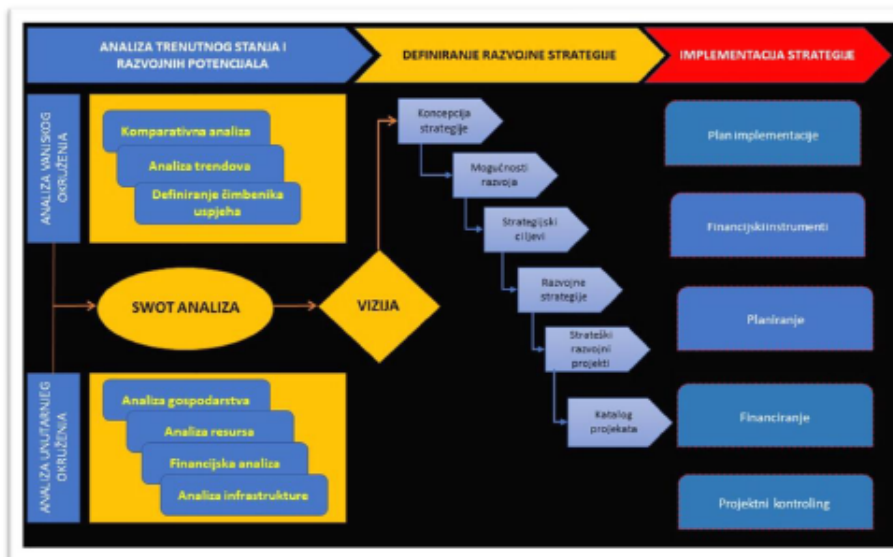 ANALIZA TRENUTNOG STANJA I
RAZVOJNIH POTENCIJALA
DEFINIRANJE RAZVOJNE STRATEGIJE
IMPLEMENTACIJA STRATEGIJE
ANALIZA VANJSKOG
OKRUŽENJA
Komparativna analiza
Analiza trendova
Definiranje čimbenika
uspjeha
SWOT ANALIZA
VIZIJA
ANALIZA UNUTARNJEG
OKRUŽENJA
Analiza gospodarstva
Analiza resursa
Financijska analiza
Analiza infrastrukture
Koncepcija
strategije
Mogućnosti
razvoja
Strategijski
ciljevi
Razvojne
strategije
Strateški
razvojni
projekti
Katalog
projekata
Plan implementacije
Financijski instrumenti
Planiranje
Financiranje
Projektni kontroling